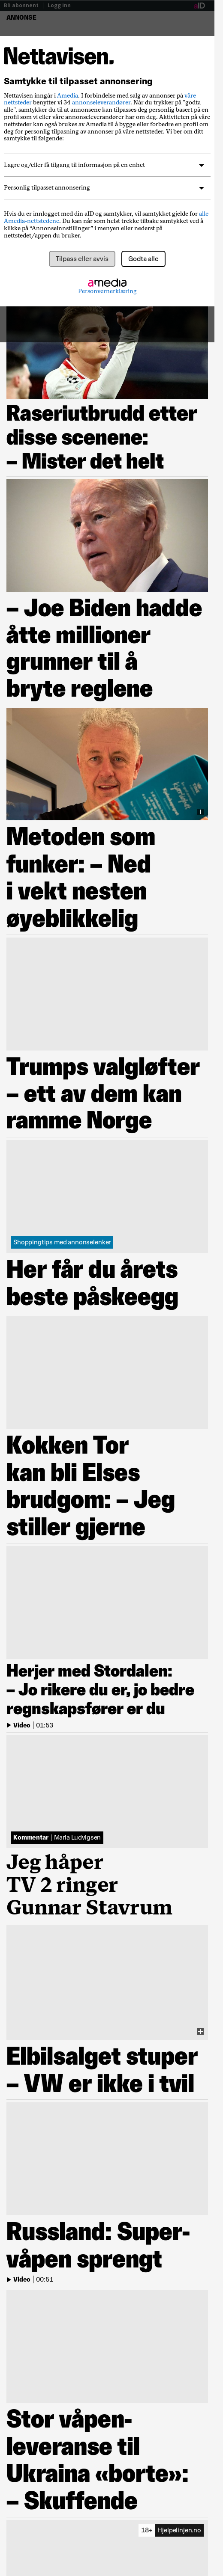 Bli abonnent | Logg inn
aID
ANNONSE
Nettavisen.
Samtykke til tilpasset annonsering
Nettavisen inngår i Amedia. I forbindelse med salg av annonser på våre
nettsteder benytter vi 34 annonseleverandører. Når du trykker på "godta
alle", samtykker du til at annonsene kan tilpasses deg personlig basert på en
profil som vi eller våre annonseleverandører har om deg. Aktiviteten på våre
nettsteder kan også brukes av Amedia til å bygge eller forbedre en profil om
deg for personlig tilpasning av annonser på våre nettsteder. Vi ber om ditt
samtykke til følgende:
Lagre og/eller få tilgang til informasjon på en enhet
Personlig tilpasset annonsering
Hvis du er innlogget med din aID og samtykker, vil samtykket gjelde for alle
Amedia-nettstedene. Du kan når som helst trekke tilbake samtykket ved å
klikke på “Annonseinnstillinger” i menyen eller nederst på
nettstedet/appen du bruker.
Tilpass eller avvis
Godta alle
amedia
Personvernerklæring
Raseriutbrudd etter
disse scenene:
– Mister det helt
– Joe Biden hadde
åtte millioner
grunner til å
bryte reglene
Metoden som
funker: – Ned
i vekt nesten
øyeblikkelig
Trumps valgløfter
– ett av dem kan
ramme Norge
Shoppingtips med annonselenker
Her får du årets
beste påskeegg
Kokken Tor
kan bli Elses
brudgom: – Jeg
stiller gjerne
Herjer med Stordalen:
– Jo rikere du er, jo bedre
regnskapsfører er du
Video | 01:53
Kommentar | Maria Ludvigsen
Jeg håper
TV 2 ringer
Gunnar Stavrum
Elbilsalget stuper
– VW er ikke i tvil
Russland: Super-
våpen sprengt
Video | 00:51
Stor våpen-
leveranse til
Ukraina «borte»:
– Skuffende
18+ Hjelpelinjen.no